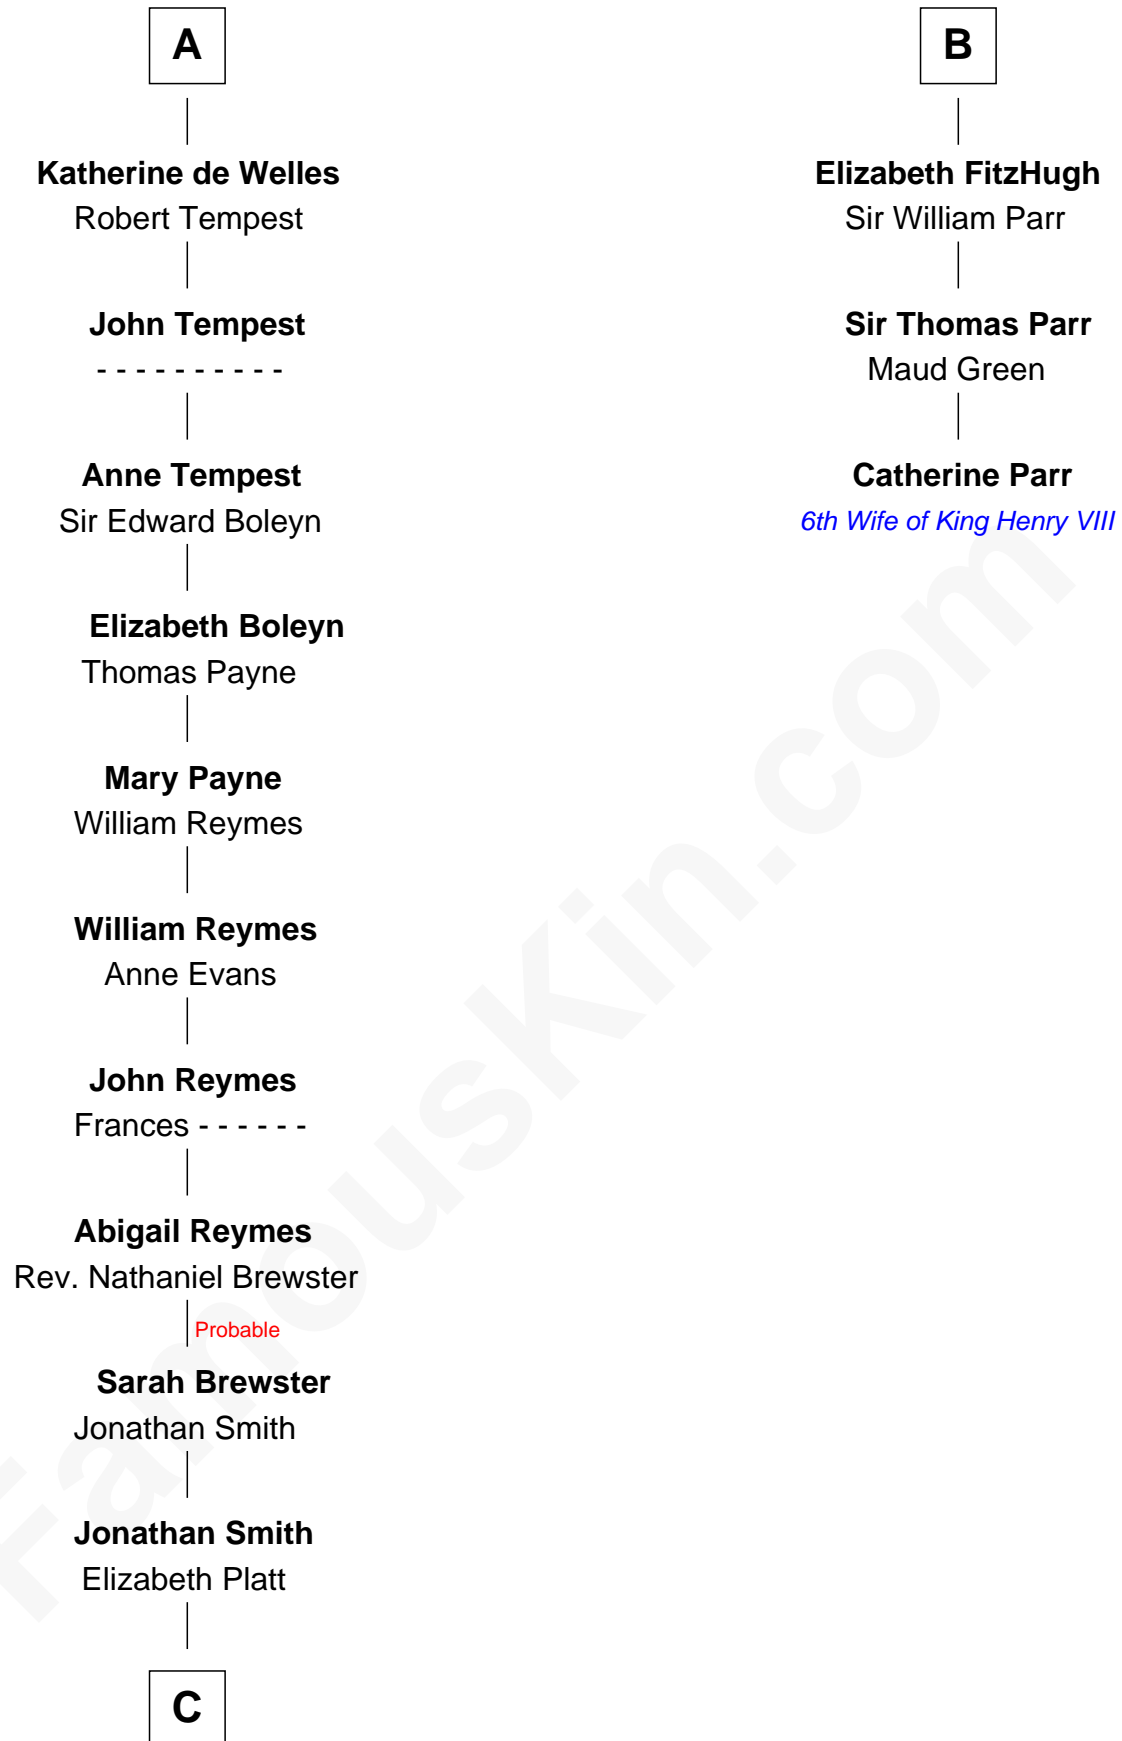 A
Katherine de Welles
Robert Tempest
John Tempest
- - - - - - - - - -
Anne Tempest
Sir Edward Boleyn
Elizabeth Boleyn
Thomas Payne
Mary Payne
William Reymes
William Reymes
Anne Evans
John Reymes
Frances - - - - - -
Abigail Reymes
Rev. Nathaniel Brewster
Probable
Sarah Brewster
Jonathan Smith
Jonathan Smith
Elizabeth Platt
C
B
Elizabeth FitzHugh
Sir William Parr
Sir Thomas Parr
Maud Green
Catherine Parr
6th Wife of King Henry VIII
FamousKin.com